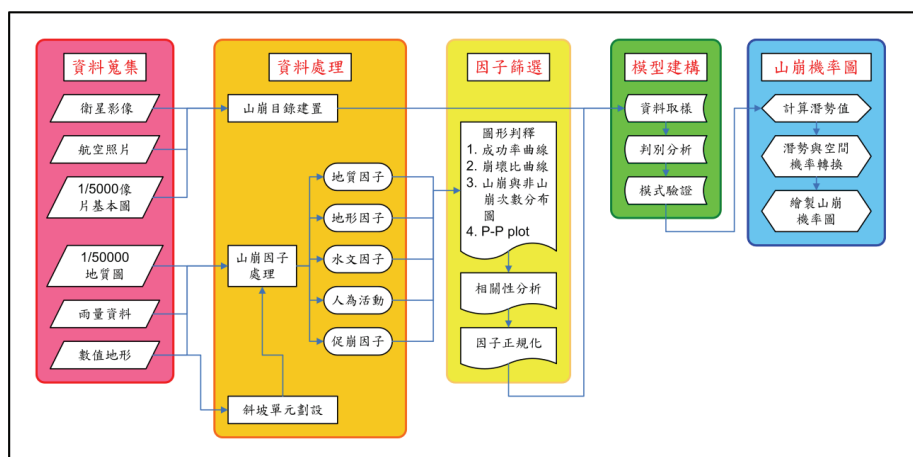 資料蒐集
衛星影像
航空照片
1/5000像
片基本圖
1/50000
地質圖
雨量資料
數值地形
資料處理
山崩目錄建置
山崩因子
處理
斜坡單元劃設
地質因子
地形因子
水文因子
人為活動
促崩因子
因子篩選
圖形判釋
1. 成功率曲線
2. 崩壞比曲線
3. 山崩與非山
崩次數分布
圖
4. P-P plot
相關性分析
因子正規化
模型建構
資料取樣
判別分析
模式驗證
山崩機率圖
計算潛勢值
潛勢與空間
機率轉換
繪製山崩
機率圖